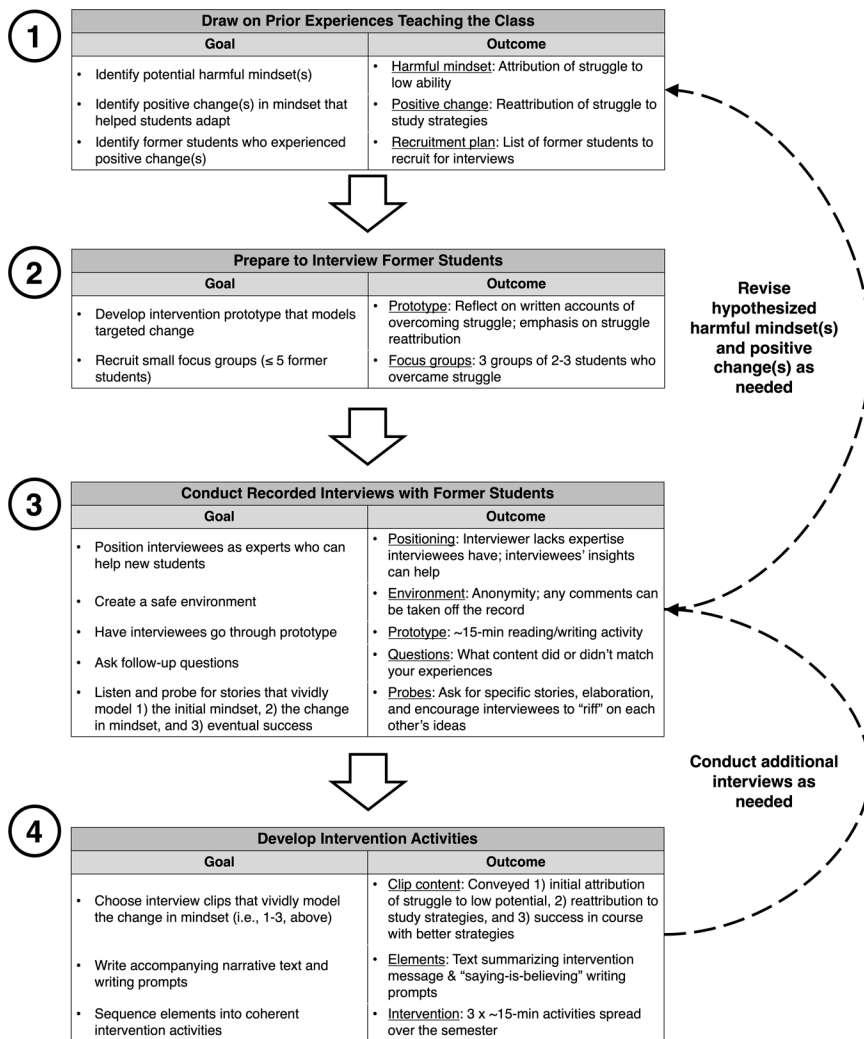 1
Draw on Prior Experiences Teaching the Class
Goal
Outcome
• Identify potential harmful mindset(s)
• Harmful mindset: Attribution of struggle to
low ability
• Identify positive change(s) in mindset that
helped students adapt
• Positive change: Reattribution of struggle to
study strategies
• Identify former students who experienced
positive change(s)
• Recruitment plan: List of former students to
recruit for interviews
2
Prepare to Interview Former Students
Goal
Outcome
• Develop intervention prototype that models
targeted change
• Prototype: Reflect on written accounts of
overcoming struggle; emphasis on struggle
reattribution
• Recruit small focus groups (≤ 5 former
students)
• Focus groups: 3 groups of 2-3 students who
overcame struggle
Revise
hypothesized
harmful mindset(s)
and positive
change(s) as
needed
3
Conduct Recorded Interviews with Former Students
Goal
Outcome
• Position interviewees as experts who can
help new students
• Positioning: Interviewer lacks expertise
interviewees have; interviewees’ insights
can help
• Create a safe environment
• Environment: Anonymity; any comments can
be taken off the record
• Have interviewees go through prototype
• Prototype: ~15-min reading/writing activity
• Ask follow-up questions
• Questions: What content did or didn’t match
your experiences
• Listen and probe for stories that vividly
model 1) the initial mindset, 2) the change
in mindset, and 3) eventual success
• Probes: Ask for specific stories, elaboration,
and encourage interviewees to “riff” on each
other’s ideas
Conduct additional
interviews as
needed
4
Develop Intervention Activities
Goal
Outcome
• Choose interview clips that vividly model
the change in mindset (i.e., 1-3, above)
• Clip content: Conveyed 1) initial attribution
of struggle to low potential, 2) reattribution to
study strategies, and 3) success in course
with better strategies
• Write accompanying narrative text and
writing prompts
• Elements: Text summarizing intervention
message & “saying-is-believing” writing
prompts
• Sequence elements into coherent
intervention activities
• Intervention: 3 x ~15-min activities spread
over the semester